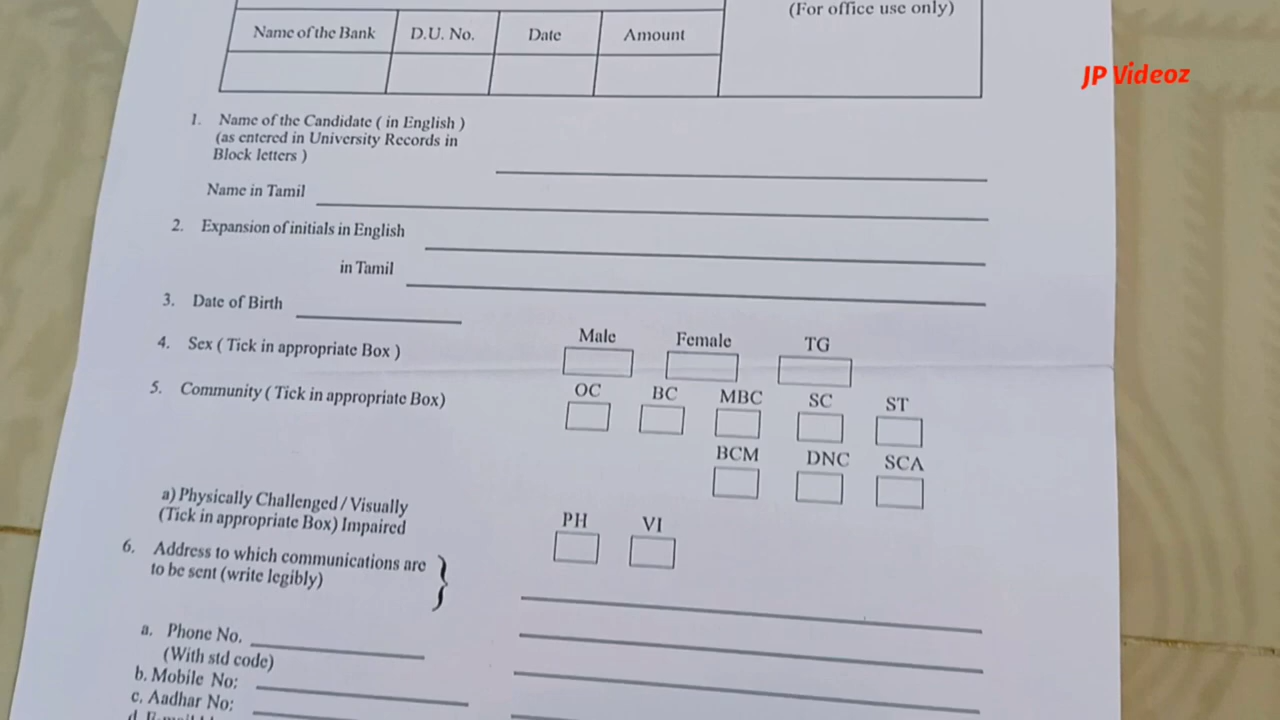 (For office use only)
Name of the Bank D.U. No. Date Amount
JP Videoz
1. Name of the Candidate ( in English )
(as entered in University Records in
Block letters )
Name in Tamil
2. Expansion of initials in English
in Tamil
3. Date of Birth
4. Sex ( Tick in appropriate Box )
Male Female TG
5. Community ( Tick in appropriate Box)
OC BC MBC SC ST
BCM DNC SCA
a) Physically Challenged / Visually
(Tick in appropriate Box) Impaired
PH VI
6. Address to which communications are
to be sent (write legibly)
a. Phone No.
(With std code)
b. Mobile No:
c. Aadhar No: